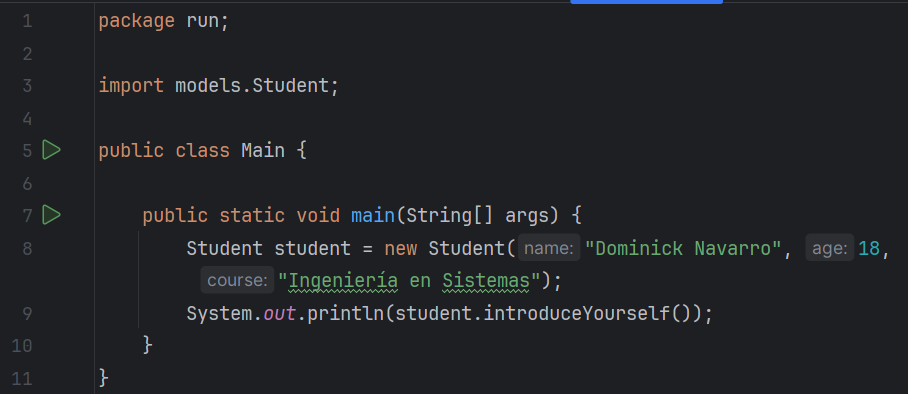 1 package run;
2
3 import models.Student;
4
5 public class Main {
6
7 public static void main(String[] args) {
8 Student student = new Student( name: "Dominick Navarro", age: 18,
course: "Ingeniería en Sistemas");
9 System.out.println(student.introduceYourself());
10 }
11 }